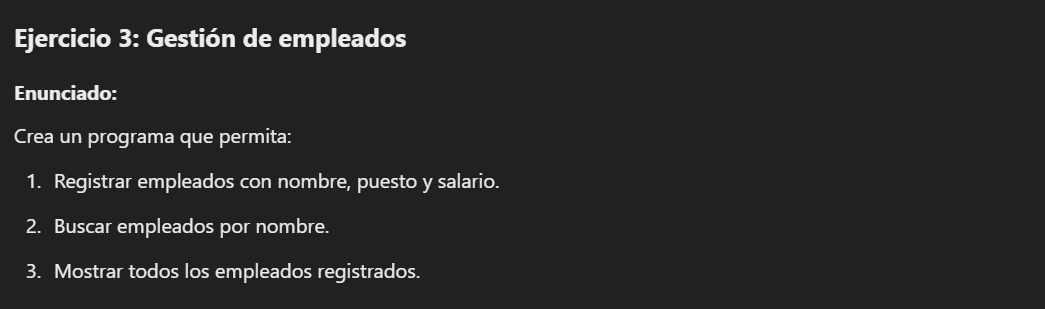 Ejercicio 3: Gestión de empleados
Enunciado:
Crea un programa que permita:
1. Registrar empleados con nombre, puesto y salario.
2. Buscar empleados por nombre.
3. Mostrar todos los empleados registrados.